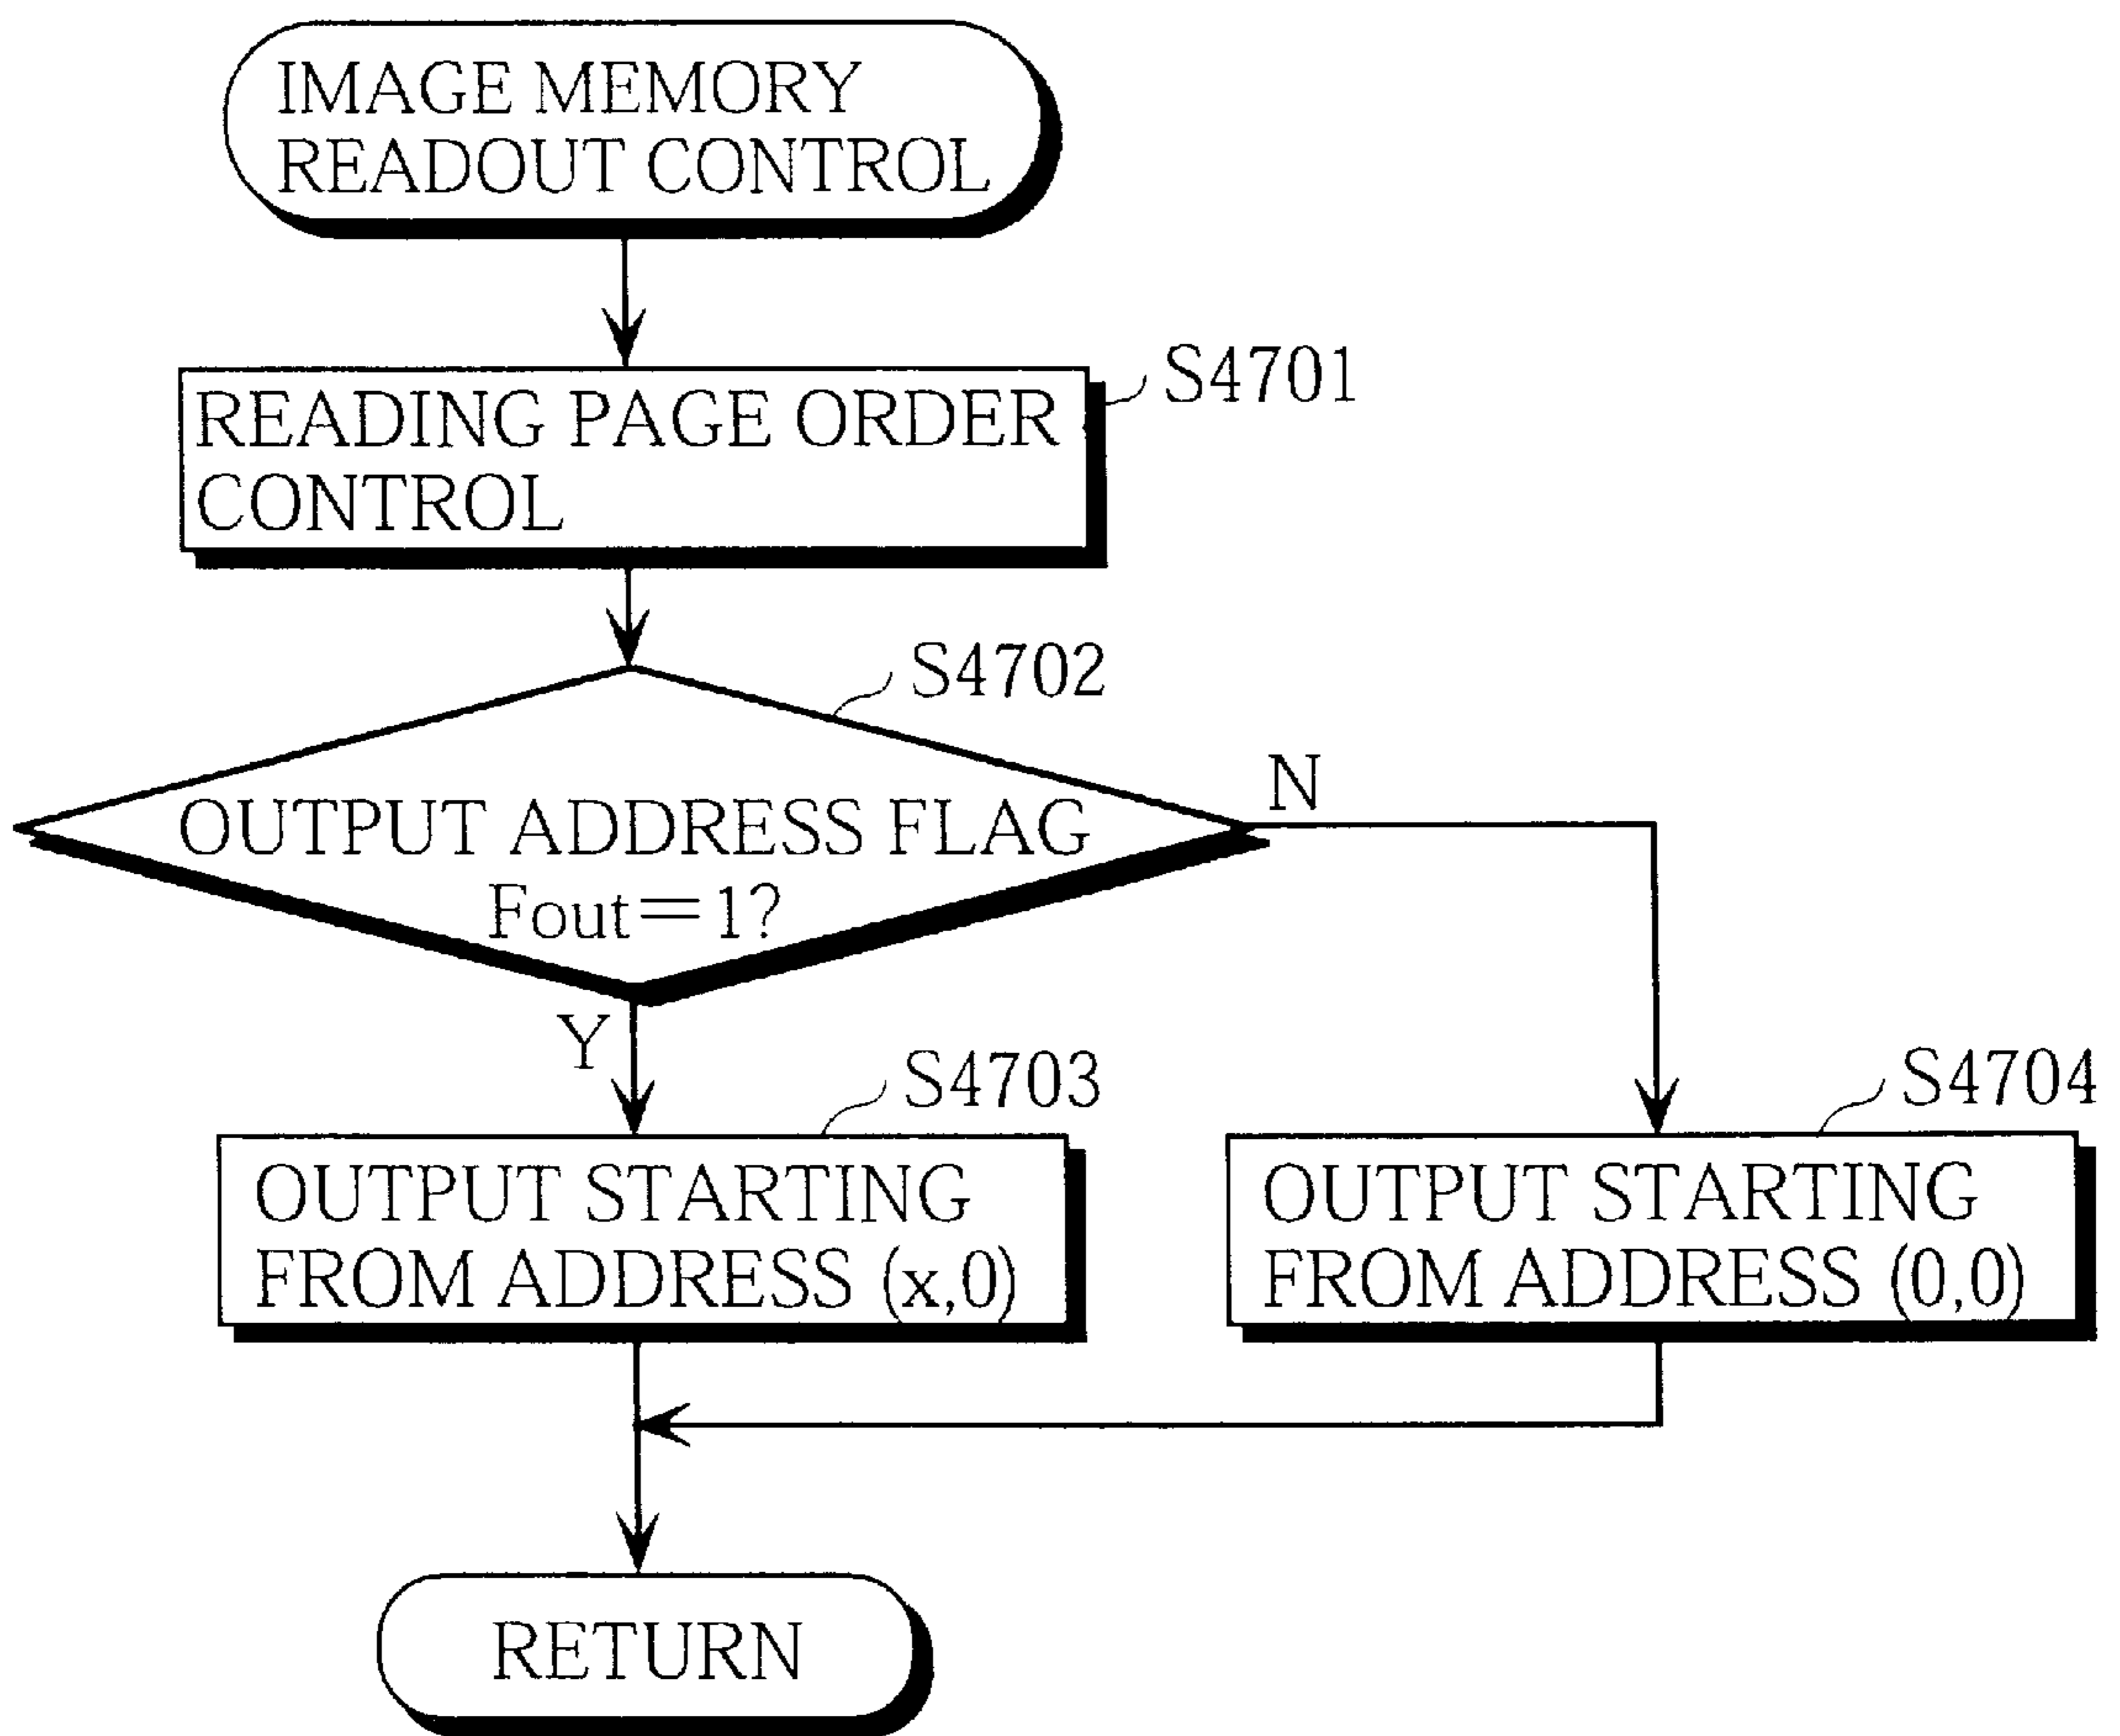 IMAGE MEMORY
READOUT CONTROL
S4701
READING PAGE ORDER
CONTROL
S4702
N
OUTPUT ADDRESS FLAG
Fout=1?
Y
S4703
OUTPUT STARTING
FROM ADDRESS (x,0)
S4704
OUTPUT STARTING
FROM ADDRESS (0,0)
RETURN